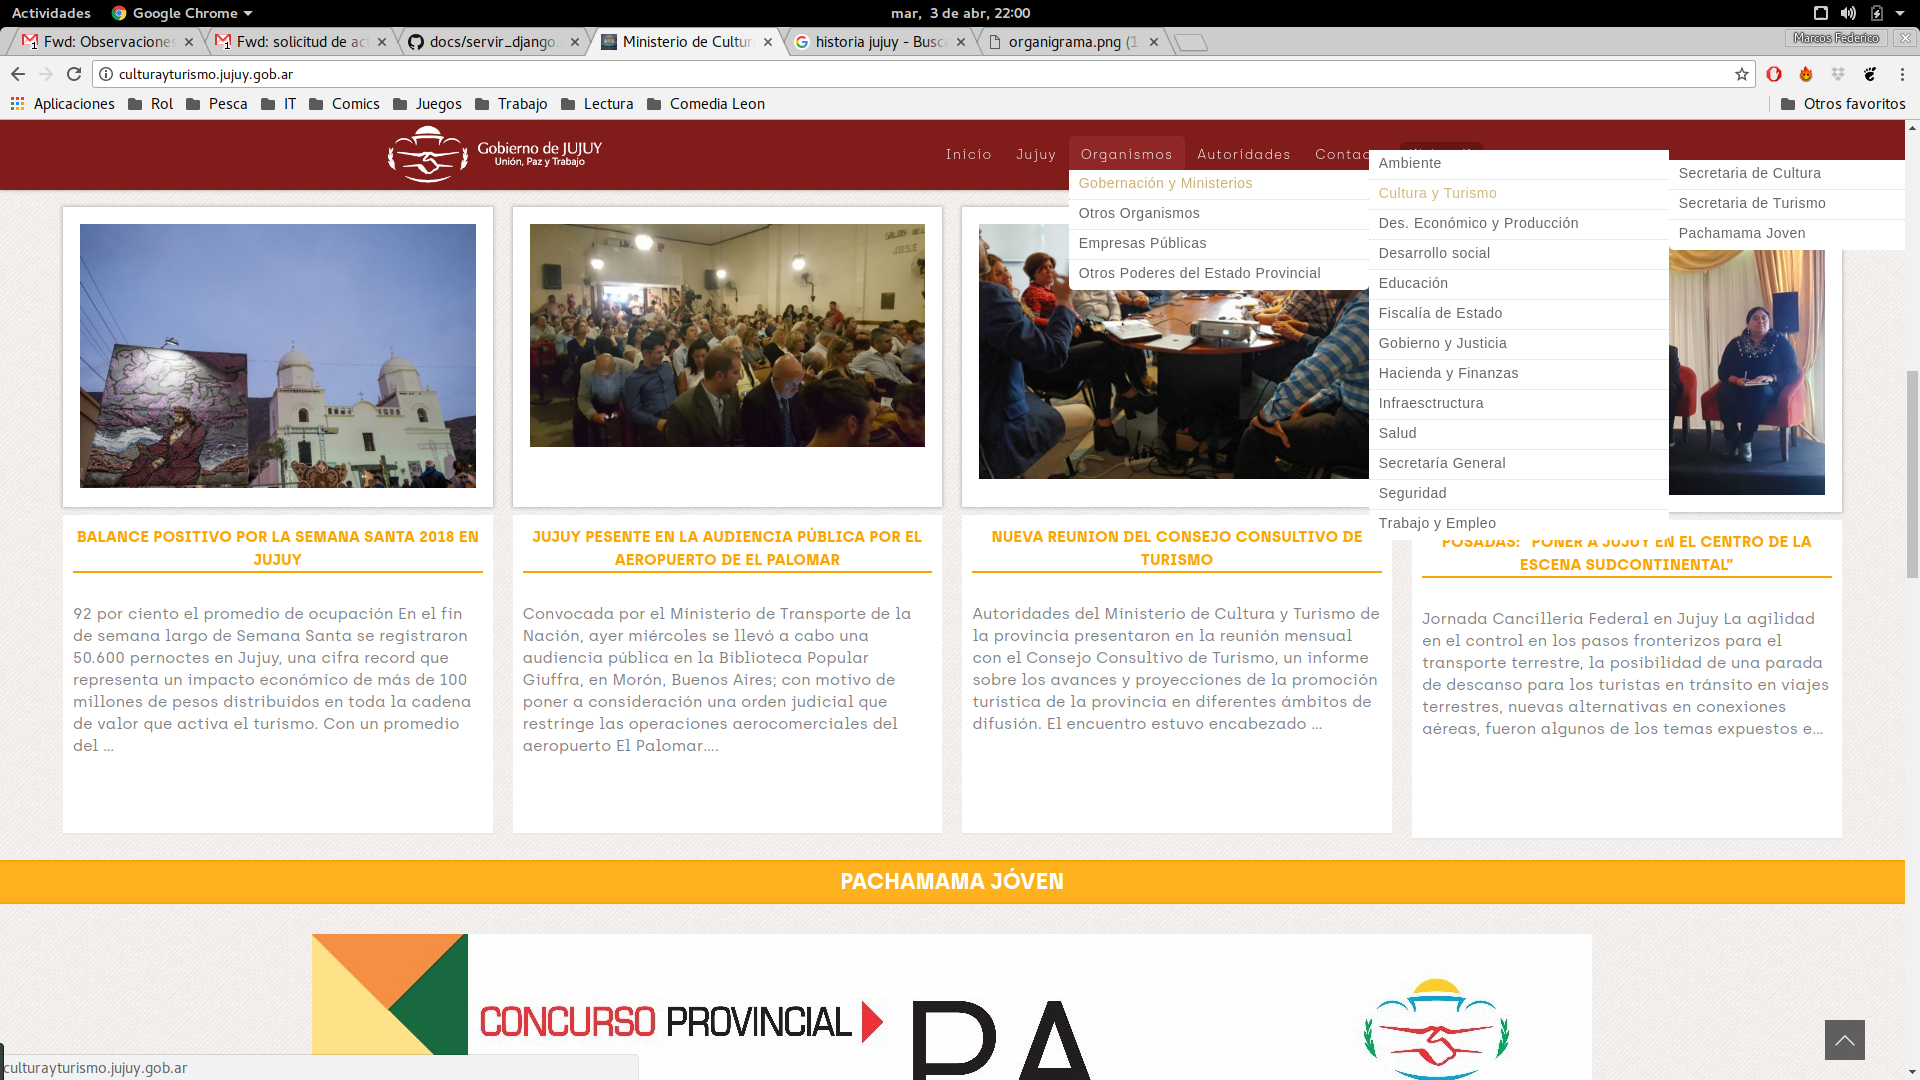 Actividades
Google Chrome
mar, 3 de abr, 22:00
Fwd: Observaciones
Fwd: solicitud de ac
docs/servir_django.
Ministerio de Cultur
historia jujuy - Busc
organigrama.png (1
Marcos Federico
culturayturismo.jujuy.gob.ar
Aplicaciones
Rol
Pesca
IT
Comics
Juegos
Trabajo
Lectura
Comedia Leon
Otros favoritos
Gobierno de JUJUY
Unión, Paz y Trabajo
Inicio
Jujuy
Organismos
Autoridades
Contac
Gobernación y Ministerios
Otros Organismos
Empresas Públicas
Otros Poderes del Estado Provincial
Ambiente
Cultura y Turismo
Des. Económico y Producción
Desarrollo social
Educación
Fiscalía de Estado
Gobierno y Justicia
Hacienda y Finanzas
Infraesctructura
Salud
Secretaría General
Seguridad
Trabajo y Empleo
Secretaria de Cultura
Secretaria de Turismo
Pachamama Joven
BALANCE POSITIVO POR LA SEMANA SANTA 2018 EN
JUJUY
92 por ciento el promedio de ocupación En el fin
de semana largo de Semana Santa se registraron
50.600 pernoctes en Jujuy, una cifra record que
representa un impacto económico de más de 100
millones de pesos distribuidos en toda la cadena
de valor que activa el turismo. Con un promedio
del ...
SALON DE
JOSE
JUJUY PESENTE EN LA AUDIENCIA PÚBLICA POR EL
AEROPUERTO DE EL PALOMAR
Convocada por el Ministerio de Transporte de la
Nación, ayer miércoles se llevó a cabo una
audiencia pública en la Biblioteca Popular
Giuffra, en Morón, Buenos Aires; con motivo de
poner a consideración una orden judicial que
restringe las operaciones aerocomerciales del
aeropuerto El Palomar....
NUEVA REUNION DEL CONSEJO CONSULTIVO DE
TURISMO
Autoridades del Ministerio de Cultura y Turismo de
la provincia presentaron en la reunión mensual
con el Consejo Consultivo de Turismo, un informe
sobre los avances y proyecciones de la promoción
turística de la provincia en diferentes ámbitos de
difusión. El encuentro estuvo encabezado ...
POSADAS: "PONER A JUJUY EN EL CENTRO DE LA
ESCENA SUDCONTINENTAL"
Jornada Cancillería Federal en Jujuy La agilidad
en el control en los pasos fronterizos para el
transporte terrestre, la posibilidad de una parada
de descanso para los turistas en tránsito en viajes
terrestres, nuevas alternativas en conexiones
aéreas, fueron algunos de los temas expuestos e...
PACHAMAMA JÓVEN
CONCURSO PROVINCIAL
PA
culturayturismo.jujuy.gob.ar